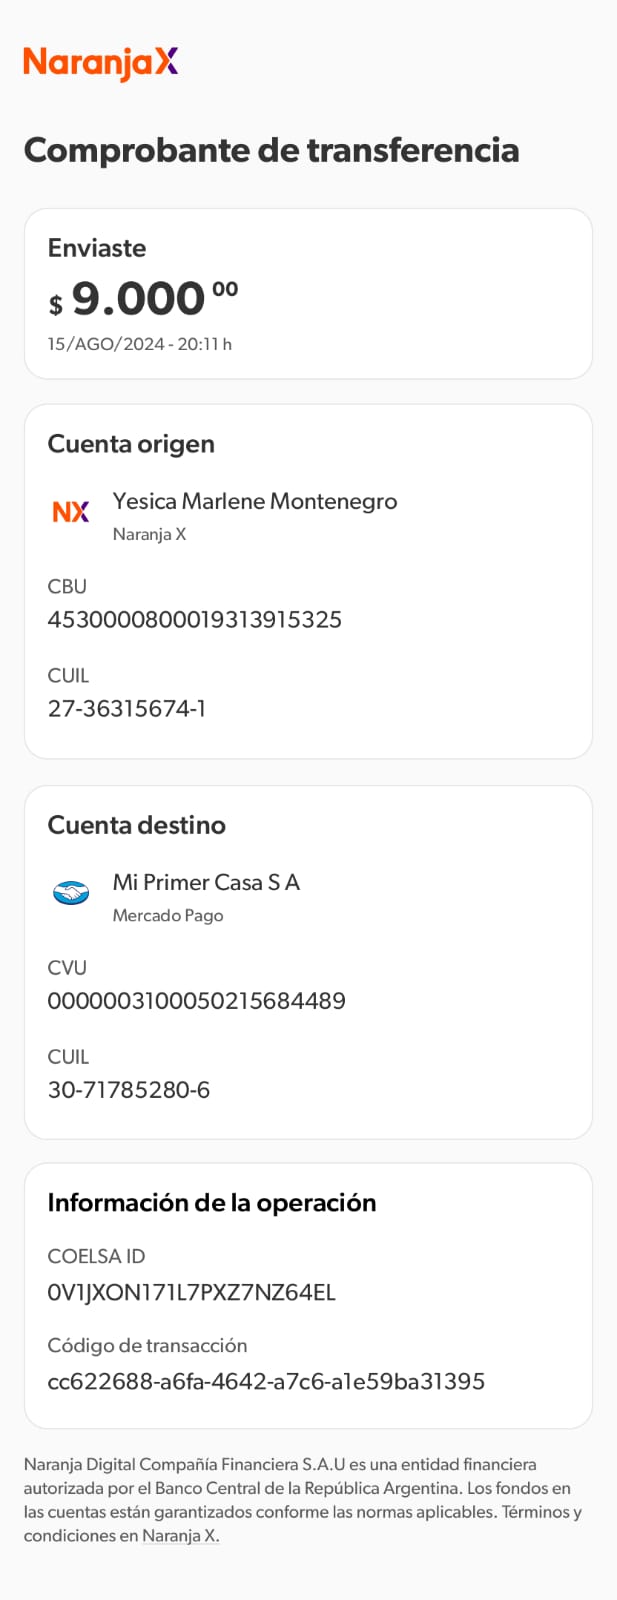 NaranjaX
Comprobante de transferencia
Enviaste
$ 9.000 00
15/AGO/2024 - 20:11 h
Cuenta origen
NX
Yesica Marlene Montenegro
Naranja X
CBU
4530000800019313915325
CUIL
27-36315674-1
Cuenta destino
Mi Primer Casa S A
Mercado Pago
CVU
0000003100050215684489
CUIL
30-71785280-6
Información de la operación
COELSA ID
0V1JXON171L7PXZ7NZ64EL
Código de transacción
cc622688-a6fa-4642-a7c6-a1e59ba31395
Naranja Digital Compañía Financiera S.A.U es una entidad financiera
autorizada por el Banco Central de la República Argentina. Los fondos en
las cuentas están garantizados conforme las normas aplicables. Términos y
condiciones en Naranja X.